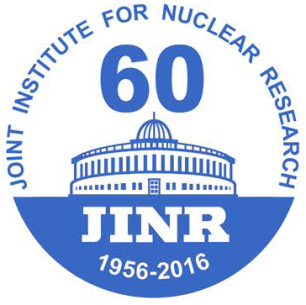 JOINT INSTITUTE FOR NUCLEAR RESEARCH
60
JINR
1956-2016